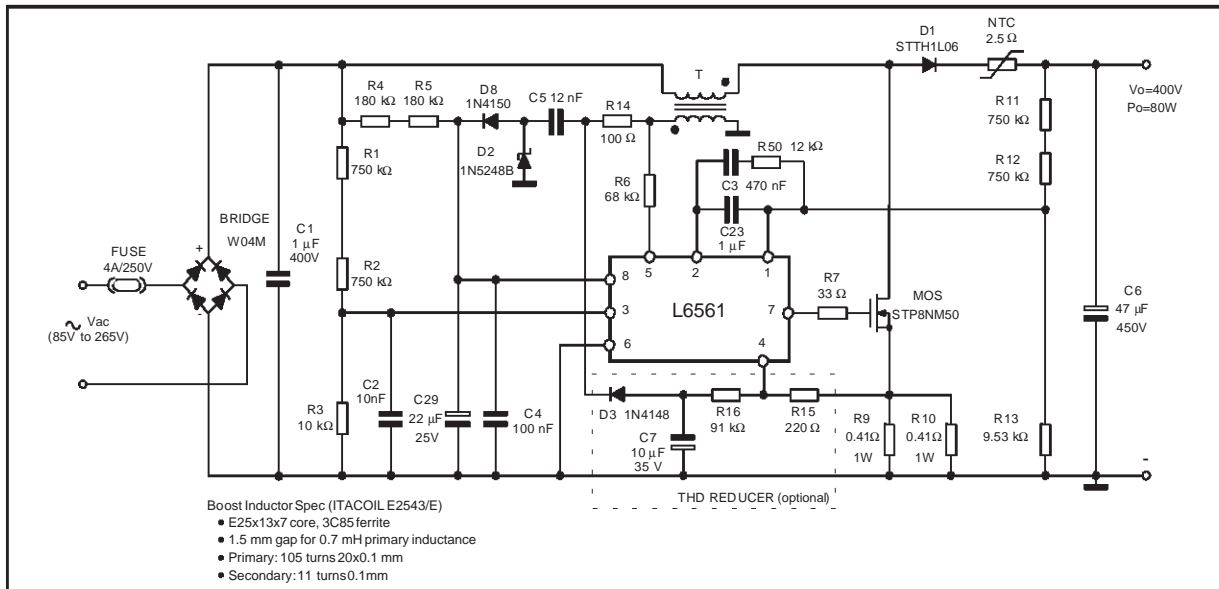 D1
STTH1L06
NTC
2.5 Ω
T
Vo=400V
Po=80W
R4
180 kΩ
R5
180 kΩ
D8
1N4150
C5 12 nF
R14
100 Ω
R11
750 kΩ
R50 12 kΩ
D2
1N5248B
R1
750 kΩ
R12
750 kΩ
R6
68 kΩ
C3 470 nF
C23
1 μF
BRIDGE
W04M
+
-
C1
1 μF
400V
FUSE
4A/250V
R2
750 kΩ
5
2
1
8
3
6
7
4
L6561
R7
33 Ω
MOS
STP8NM50
C6
47 μF
450V
Vac
(85V to 265V)
C2
10nF
C29
22 μF
25V
C4
100 nF
R3
10 kΩ
D3 1N4148
R16
91 kΩ
R15
220 Ω
C7
10 μF
35 V
R9
0.41Ω
1W
R10
0.41Ω
1W
R13
9.53 kΩ
-
THD REDUCER (optional)
Boost Inductor Spec (ITACOIL E2543/E)
• E25x13x7 core, 3C85 ferrite
• 1.5 mm gap for 0.7 mH primary inductance
• Primary: 105 turns 20x0.1 mm
• Secondary: 11 turns 0.1mm